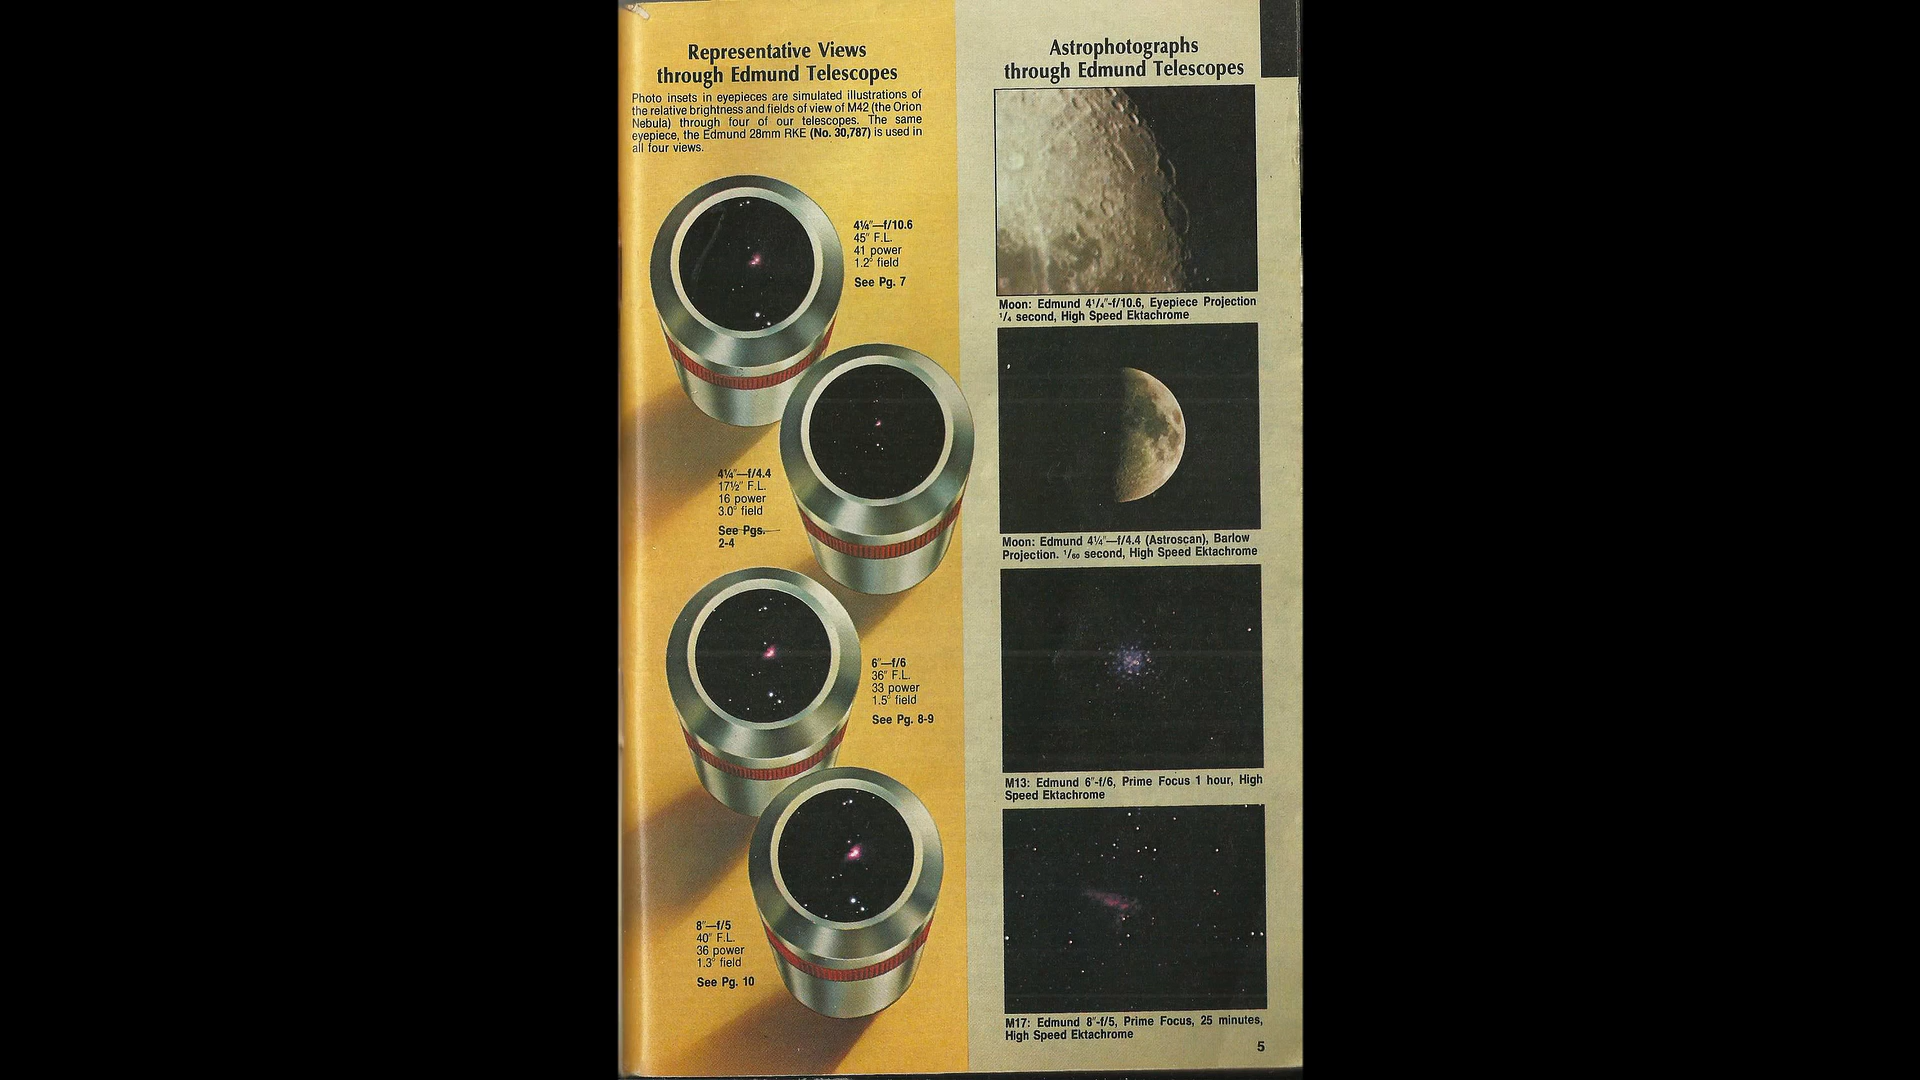 Representative Views
through Edmund Telescopes
Photo insets in eyepieces are simulated illustrations of
the relative brightness and fields of view of M42 (the Orion
Nebula) through four of our telescopes. The same
eyepiece, the Edmund 28mm RKE (No. 30,787) is used in
all four views.
4¼"—f/10.6
45" F.L.
41 power
1.2° field
See Pg. 7
4¼"—f/4.4
17½" F.L.
16 power
3.0° field
See Pgs.
2-4
6"—f/6
36" F.L.
33 power
1.5° field
See Pg. 8-9
8"—f/5
40" F.L.
36 power
1.3° field
See Pg. 10
Astrophotographs
through Edmund Telescopes
Moon: Edmund 4¼"-f/10.6, Eyepiece Projection
¼ second, High Speed Ektachrome
Moon: Edmund 4¼"—f/4.4 (Astroscan), Barlow
Projection. 1/60 second, High Speed Ektachrome
M13: Edmund 6"-f/6, Prime Focus 1 hour, High
Speed Ektachrome
M17: Edmund 8"-f/5, Prime Focus, 25 minutes,
High Speed Ektachrome
5